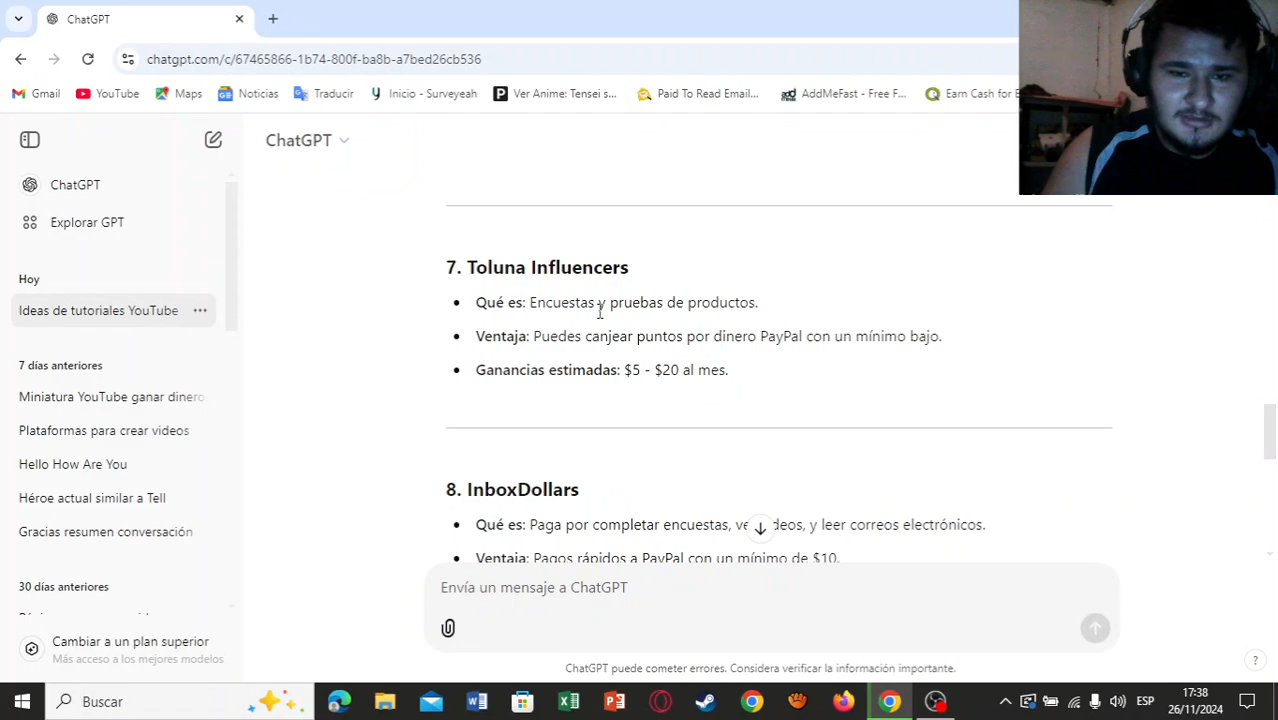 ChatGPT
chatgpt.com/c/67465866-1b74-800f-ba8b-a7bed26cb536
Gmail
YouTube
Maps
Noticias
Traducir
Inicio - Surveyeah
Ver Anime: Tensei s...
Paid To Read Email...
AddMeFast - Free F...
Earn Cash for
ChatGPT
ChatGPT
Explorar GPT
Hoy
Ideas de tutoriales YouTube
7 días anteriores
Miniatura YouTube ganar dinero
Plataformas para crear videos
Hello How Are You
Héroe actual similar a Tell
Gracias resumen conversación
30 días anteriores
Cambiar a un plan superior
Más acceso a los mejores modelos
7. Toluna Influencers
Qué es: Encuestas y pruebas de productos.
Ventaja: Puedes canjear puntos por dinero PayPal con un mínimo bajo.
Ganancias estimadas: $5 - $20 al mes.
8. InboxDollars
Qué es: Paga por completar encuestas, ve deos, y leer correos electrónicos.
Ventaja: Pagos rápidos a PayPal con un mínimo de $10.
Envía un mensaje a ChatGPT
ChatGPT puede cometer errores. Considera verificar la información importante.
?
Buscar
ESP
17:38
26/11/2024